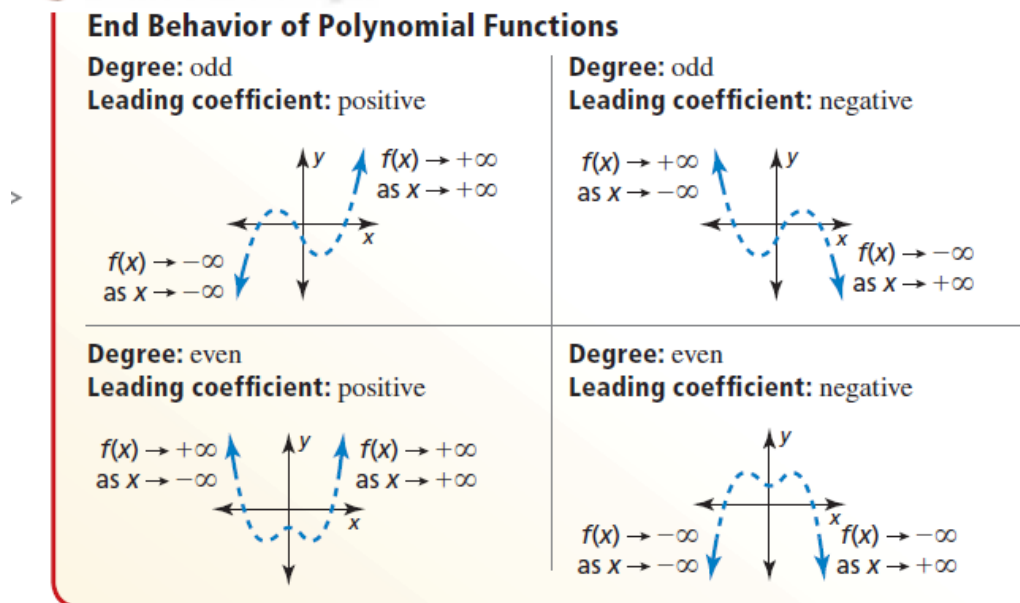 End Behavior of Polynomial Functions
Degree: odd
Leading coefficient: positive
y
f(x) → +∞
as x → +∞
x
f(x) → −∞
as x → −∞
Degree: odd
Leading coefficient: negative
f(x) → +∞
as x → −∞
y
x
f(x) → −∞
as x → +∞
Degree: even
Leading coefficient: positive
f(x) → +∞
as x → −∞
y
f(x) → +∞
as x → +∞
x
Degree: even
Leading coefficient: negative
y
x
f(x) → −∞
as x → −∞
f(x) → −∞
as x → +∞